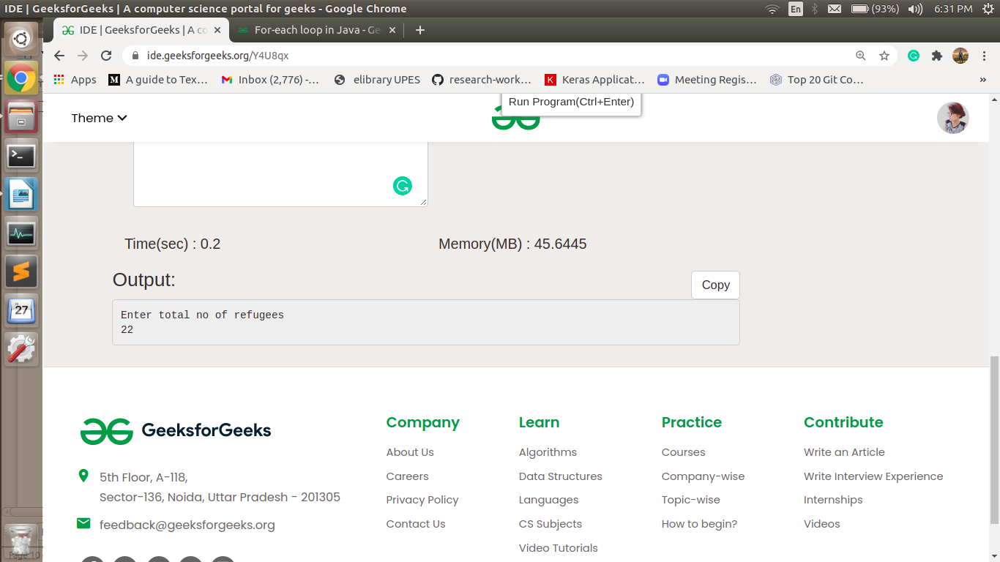 IDE | GeeksforGeeks | A computer science portal for geeks - Google Chrome
En
(93%)
6:31 PM
IDE | GeeksforGeeks | A co
For-each loop in Java - Ge
ide.geeksforgeeks.org/Y4U8qx
Apps
M A guide to Tex…
Inbox (2,776) -…
elibrary UPES
research-work…
K Keras Applicat…
Meeting Regis…
Top 20 Git Co…
»
Run Program(Ctrl+Enter)
Theme
Time(sec) : 0.2
Memory(MB) : 45.6445
Output:
Copy
Enter total no of refugees
22
27
GeeksforGeeks
5th Floor, A-118,
Sector-136, Noida, Uttar Pradesh - 201305
feedback@geeksforgeeks.org
Company
About Us
Careers
Privacy Policy
Contact Us
Learn
Algorithms
Data Structures
Languages
CS Subjects
Video Tutorials
Practice
Courses
Company-wise
Topic-wise
How to begin?
Contribute
Write an Article
Write Interview Experience
Internships
Videos
Page 10